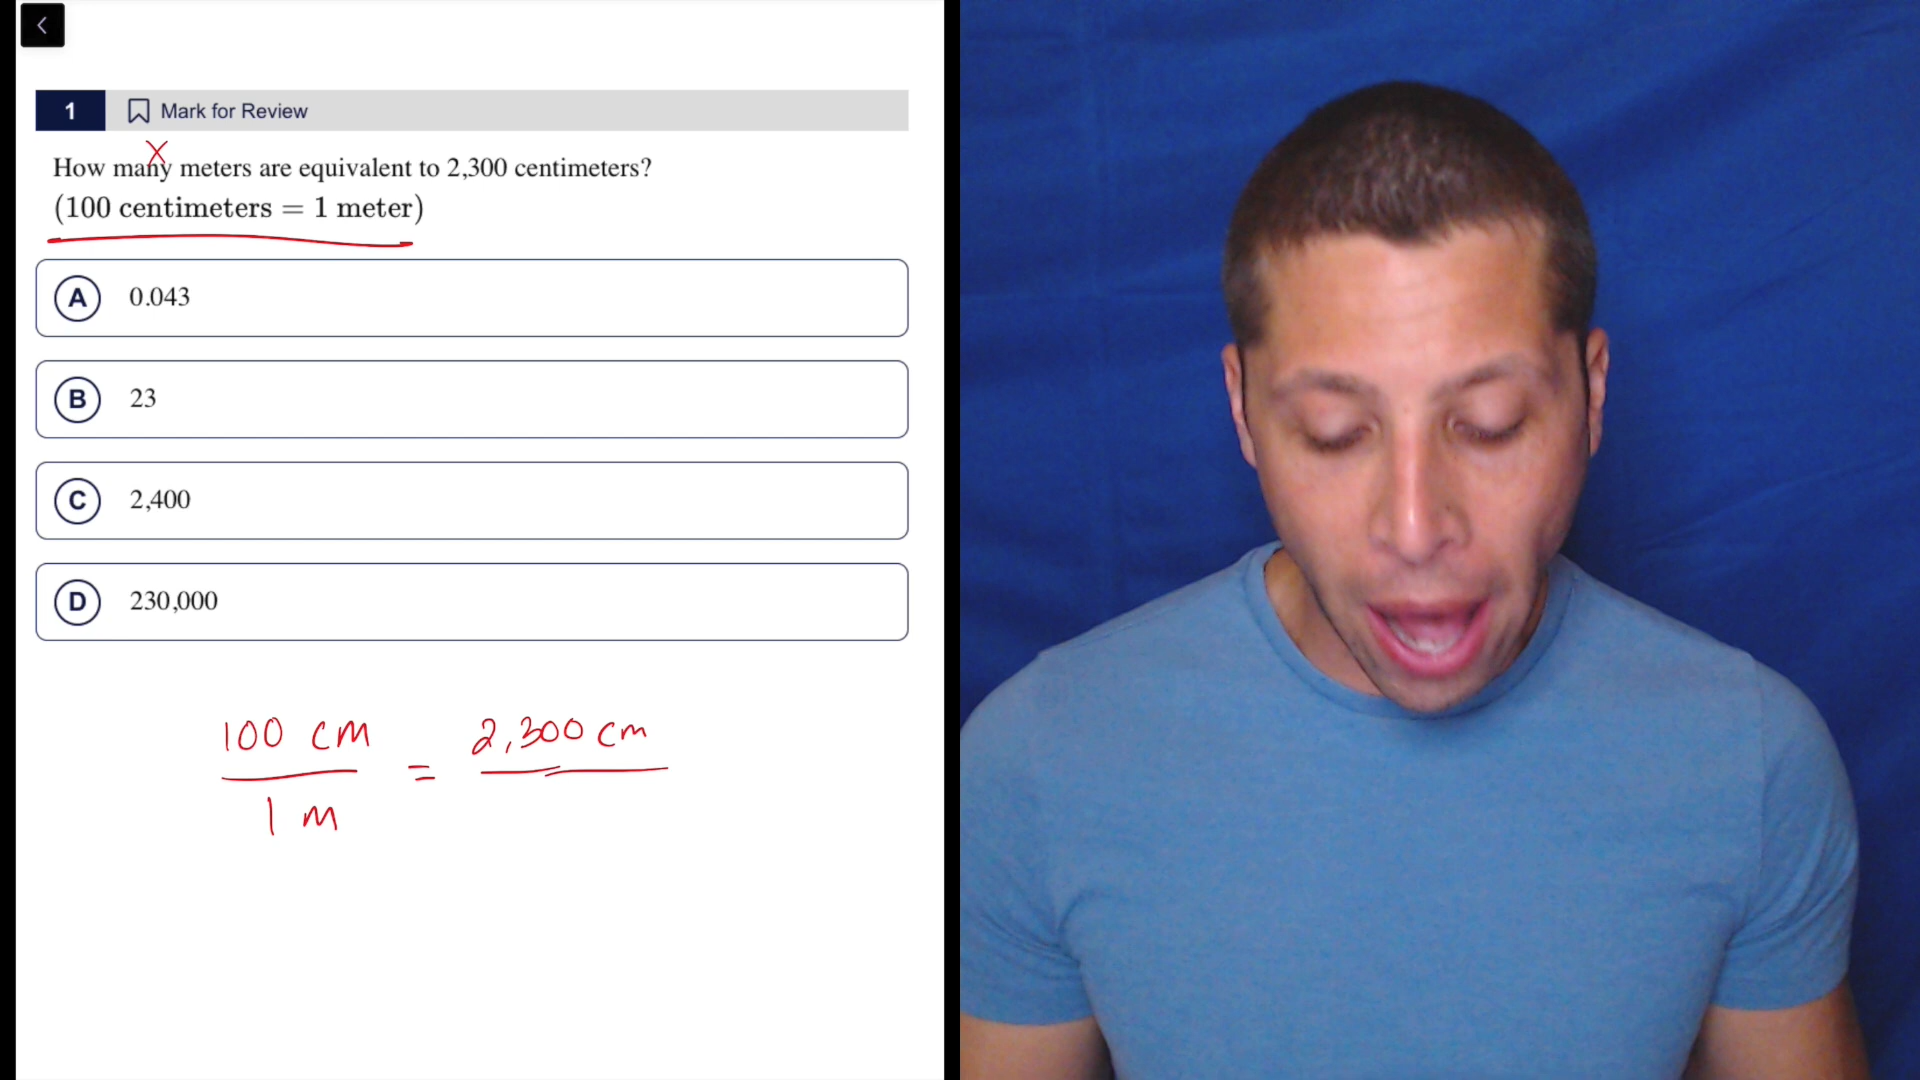 1 Mark for Review
x
How many meters are equivalent to 2,300 centimeters?
(100 centimeters = 1 meter)
A 0.043
B 23
C 2,400
D 230,000
100 cm = 2,300 cm
1 m